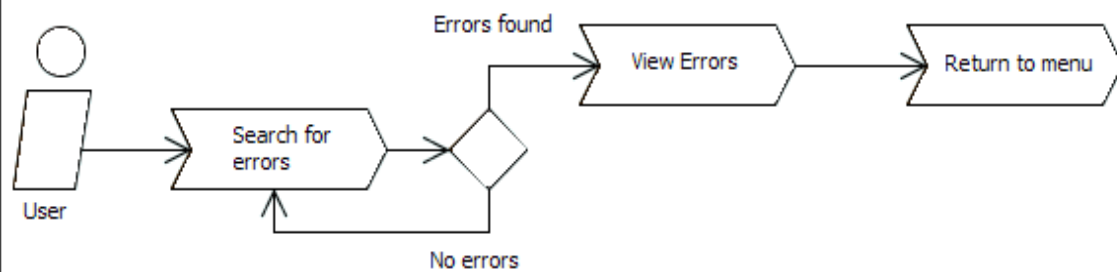 Errors found
View Errors
Return to menu
Search for
errors
User
No errors